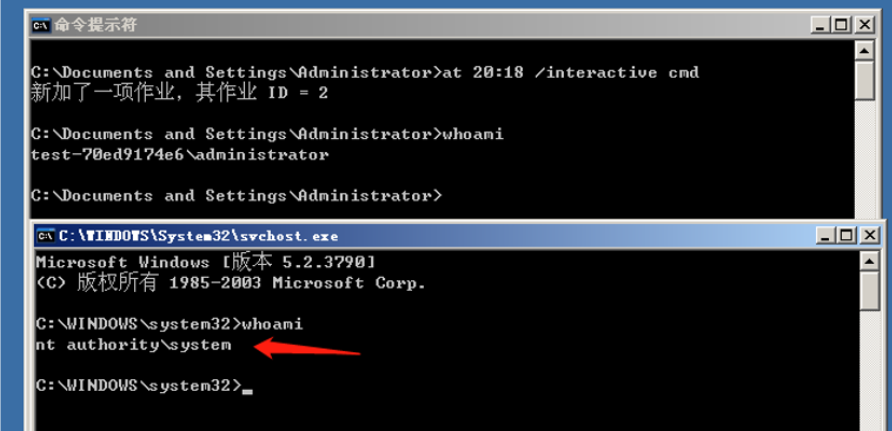 命令提示符
C:\Documents and Settings\Administrator>at 20:18 /interactive cmd
新加了一项作业，其作业 ID = 2
C:\Documents and Settings\Administrator>whoami
test-70ed9174e6\administrator
C:\Documents and Settings\Administrator>
C:\WINDOWS\System32\svchost.exe
Microsoft Windows [版本 5.2.3790]
(C) 版权所有 1985-2003 Microsoft Corp.
C:\WINDOWS\system32>whoami
nt authority\system
C:\WINDOWS\system32>_